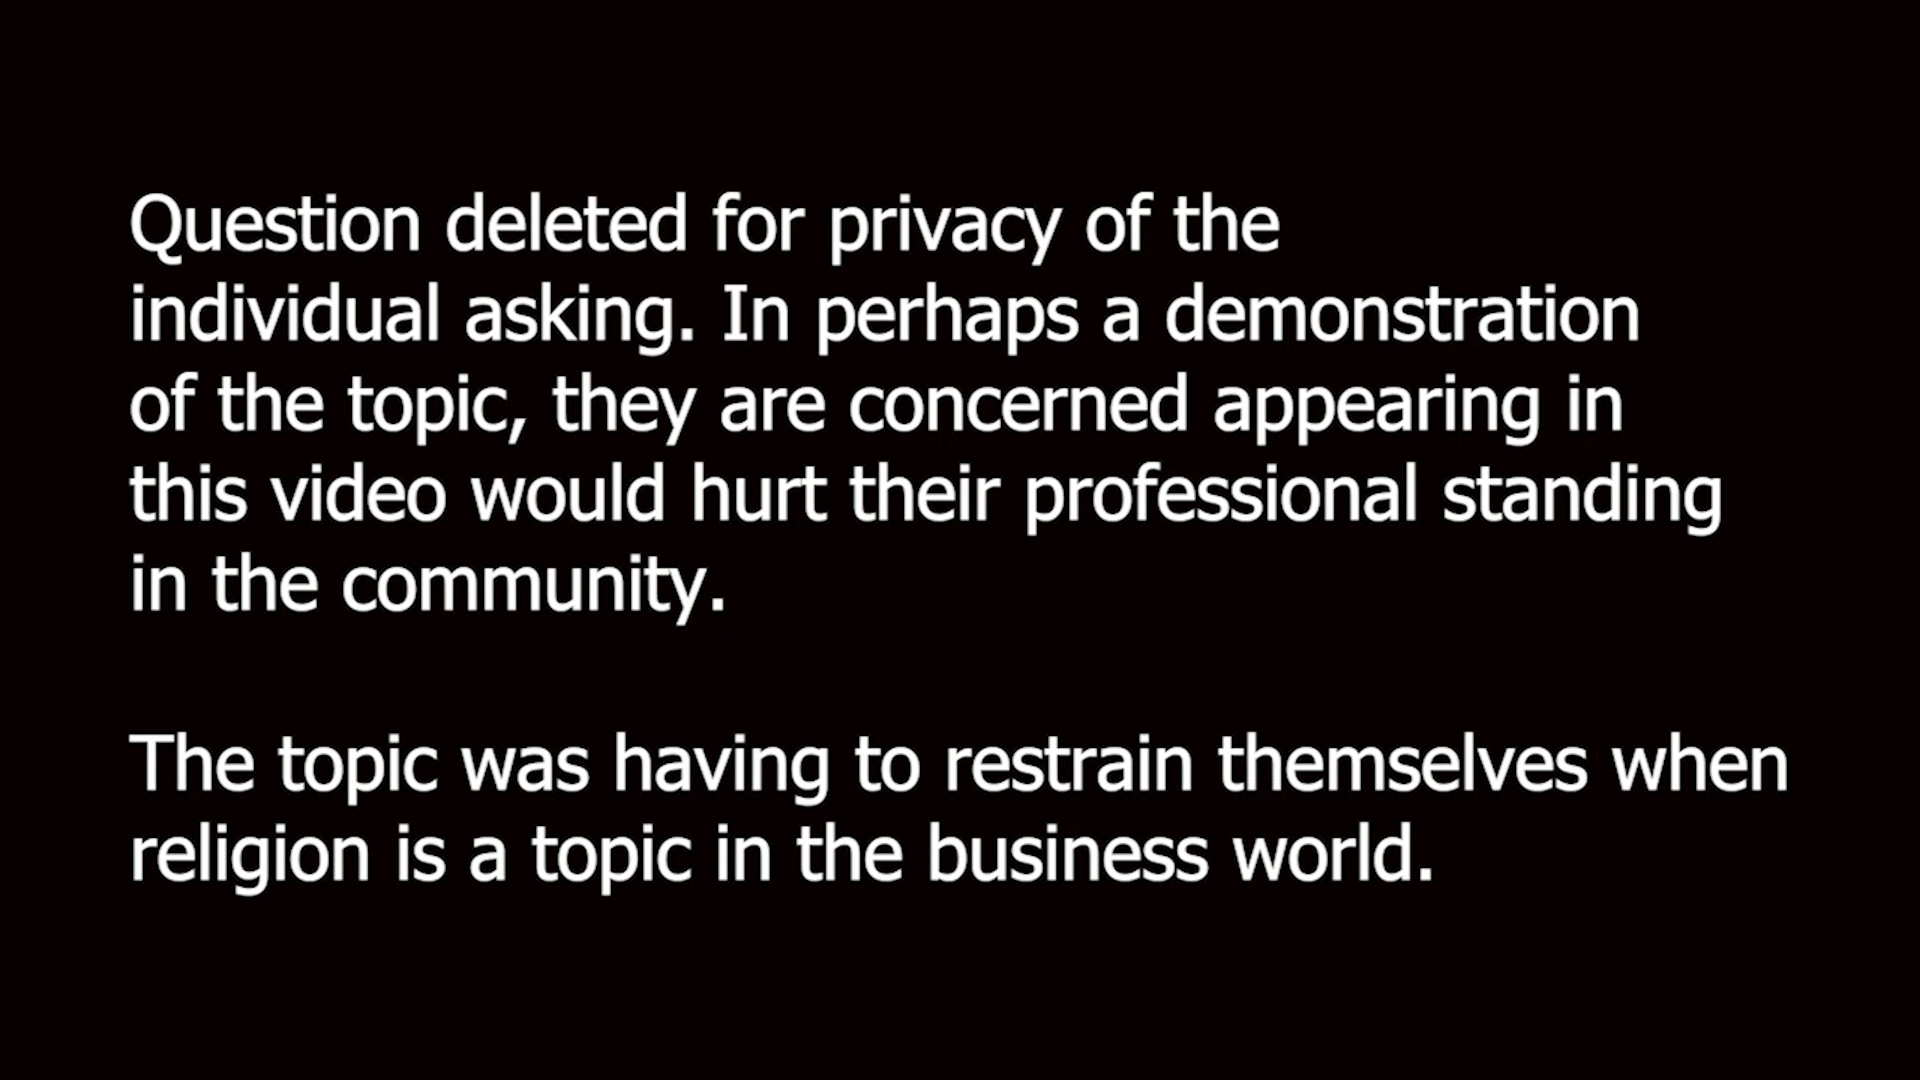 Question deleted for privacy of the
individual asking. In perhaps a demonstration
of the topic, they are concerned appearing in
this video would hurt their professional standing
in the community.
The topic was having to restrain themselves when
religion is a topic in the business world.